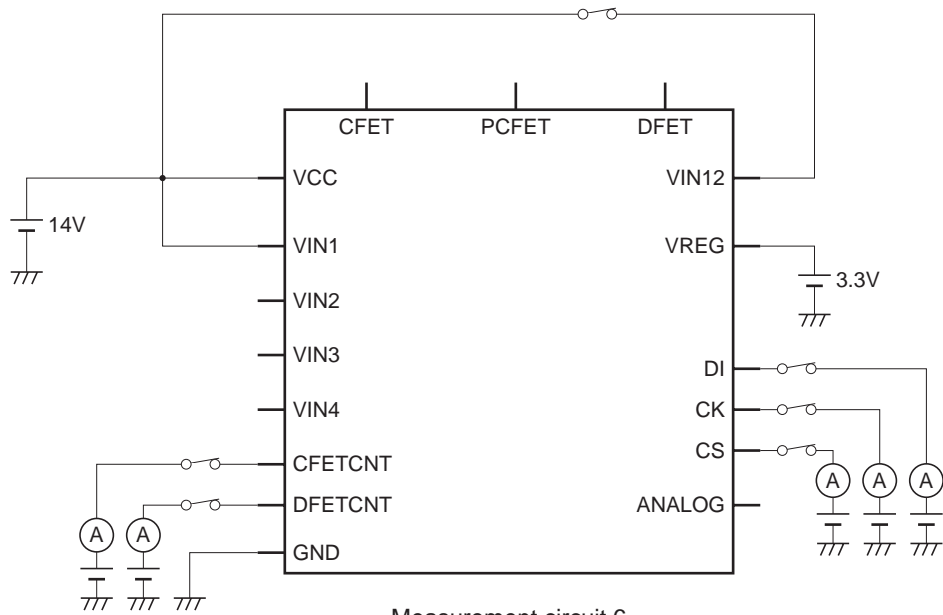 CFET PCFET DFET
VCC VIN12
14V
VIN1 VREG
3.3V
VIN2
VIN3
DI
VIN4 CK
CS
CFETCNT
A A A
DFETCNT ANALOG
A A
GND
Measurement circuit 6